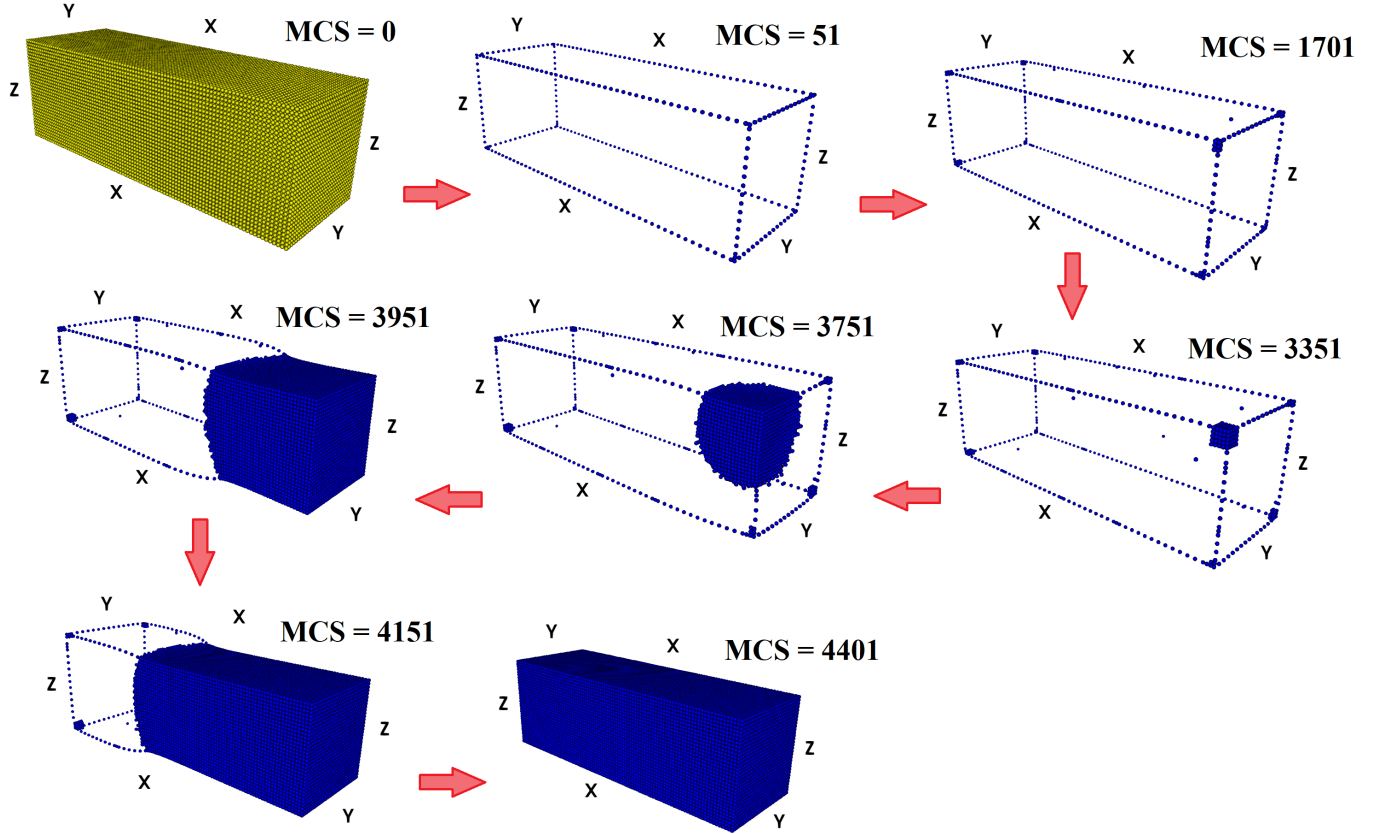 Y
X
MCS = 0
Z
Z
X
Y
Y
X
MCS = 51
Z
Z
X
Y
Y
X
MCS = 1701
Z
Z
X
Y
Y
X
MCS = 3351
Z
Z
X
Y
Y
X
MCS = 3751
Z
Z
X
Y
Y
X
MCS = 3951
Z
Z
X
Y
Y
X
MCS = 4151
Z
Z
X
Y
Y
X
MCS = 4401
Z
Z
X
Y